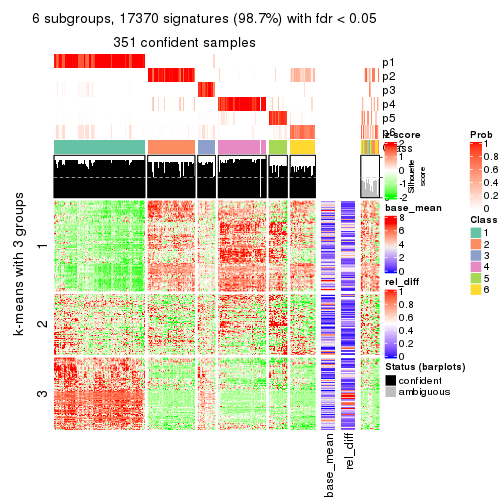 6 subgroups, 17370 signatures (98.7%) with fdr < 0.05
351 confident samples
p1
p2
p3
p4
p5
p6
z-score
2
1
0
-1
-2
Silhouette
score
Prob
1
0.8
0.6
0.4
0.2
0
base_mean
8
6
4
2
0
Class
1
2
3
4
5
6
rel_diff
1
0.8
0.6
0.4
0.2
0
Status (barplots)
confident
ambiguous
k-means with 3 groups
1
2
3
base_mean
rel_diff